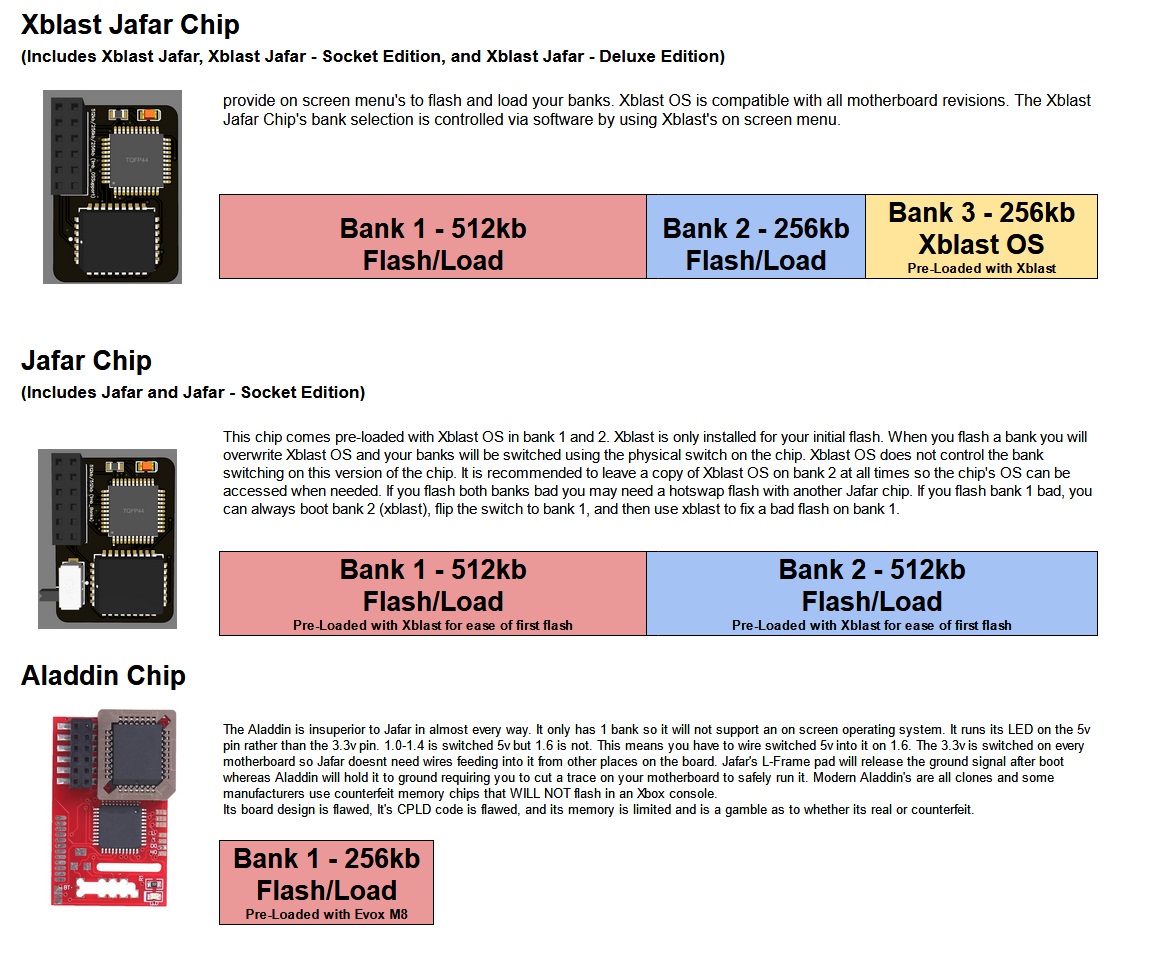 Xblast Jafar Chip
(Includes Xblast Jafar, Xblast Jafar - Socket Edition, and Xblast Jafar - Deluxe Edition)
provide on screen menu's to flash and load your banks. Xblast OS is compatible with all motherboard revisions. The Xblast
Jafar Chip's bank selection is controlled via software by using Xblast's on screen menu.
TQFP44
Bank 1 - 512kb
Flash/Load
Bank 2 - 256kb
Flash/Load
Bank 3 - 256kb
Xblast OS
Pre-Loaded with Xblast
Jafar Chip
(Includes Jafar and Jafar - Socket Edition)
This chip comes pre-loaded with Xblast OS in bank 1 and 2. Xblast is only installed for your initial flash. When you flash a bank you will
overwrite Xblast OS and your banks will be switched using the physical switch on the chip. Xblast OS does not control the bank
switching on this version of the chip. It is recommended to leave a copy of Xblast OS on bank 2 at all times so the chip's OS can be
accessed when needed. If you flash both banks bad you may need a hotswap flash with another Jafar chip. If you flash bank 1 bad, you
can always boot bank 2 (xblast), flip the switch to bank 1, and then use xblast to fix a bad flash on bank 1.
TQFP44
Bank 1 - 512kb
Flash/Load
Pre-Loaded with Xblast for ease of first flash
Bank 2 - 512kb
Flash/Load
Pre-Loaded with Xblast for ease of first flash
Aladdin Chip
The Aladdin is insuperior to Jafar in almost every way. It only has 1 bank so it will not support an on screen operating system. It runs its LED on the 5v
pin rather than the 3.3v pin. 1.0-1.4 is switched 5v but 1.6 is not. This means you have to wire switched 5v into it on 1.6. The 3.3v is switched on every
motherboard so Jafar doesnt need wires feeding into it from other places on the board. Jafar's L-Frame pad will release the ground signal after boot
whereas Aladdin will hold it to ground requiring you to cut a trace on your motherboard to safely run it. Modern Aladdin's are all clones and some
manufacturers use counterfeit memory chips that WILL NOT flash in an Xbox console.
Its board design is flawed, It's CPLD code is flawed, and its memory is limited and is a gamble as to whether its real or counterfeit.
Bank 1 - 256kb
Flash/Load
Pre-Loaded with Evox M8